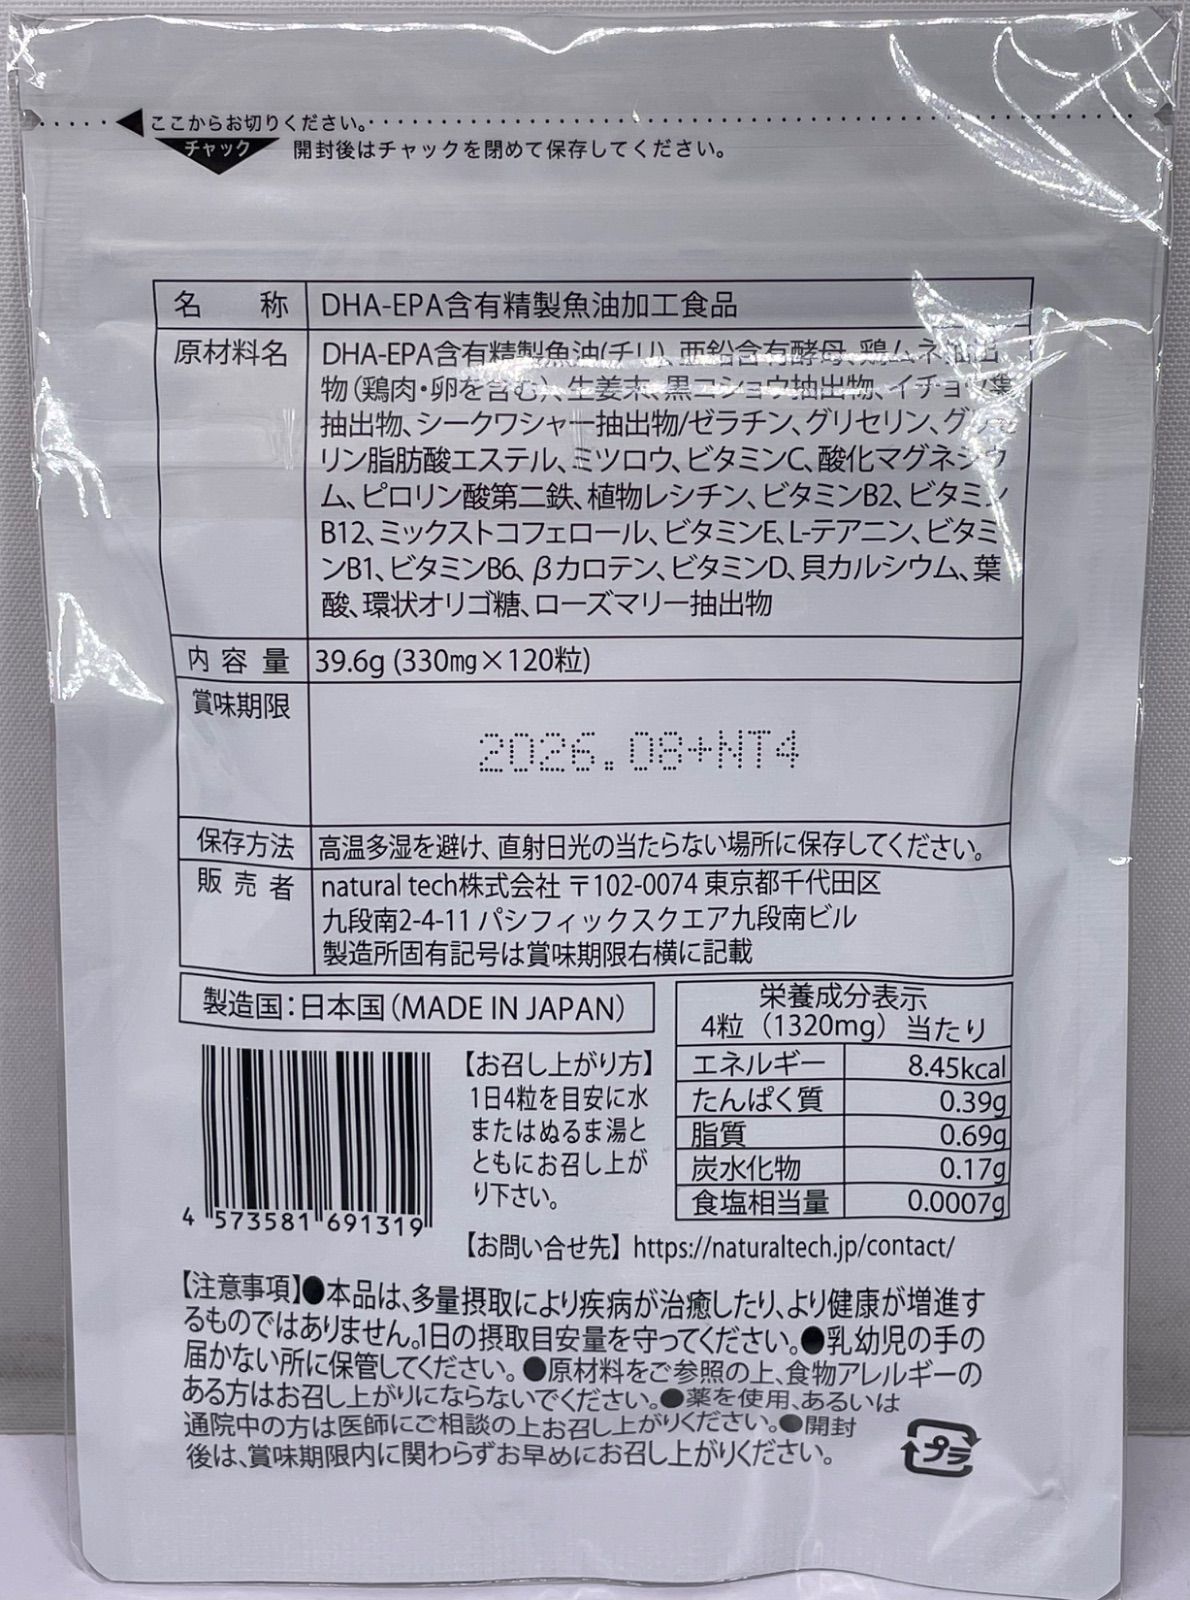 ここからお切りください。
チャック 開封後はチャックを閉めて保存してください。
名称 DHA-EPA含有精製魚油加工食品
原材料名 DHA-EPA含有精製魚油(チリ)、亜鉛含有酵母、鶏ムネ抽出
物(鶏肉・卵を含む)、生姜末、黒コショウ抽出物、イチョウ葉
抽出物、シークワシャー抽出物/ゼラチン、グリセリン、グリセ
リン脂肪酸エステル、ミツロウ、ビタミンC、酸化マグネシウ
ム、ピロリン酸第二鉄、植物レシチン、ビタミンB2、ビタミン
B12、ミックストコフェロール、ビタミンE、L-テアニン、ビタミ
ンB1、ビタミンB6、βカロテン、ビタミンD、貝カルシウム、葉
酸、環状オリゴ糖、ローズマリー抽出物
内容量 39.6g (330mg×120粒)
賞味期限
2026.08+NT4
保存方法 高温多湿を避け、直射日光の当たらない場所に保存してください。
販売者 natural tech株式会社 〒102-0074 東京都千代田区
九段南2-4-11 パシフィックスクエア九段南ビル
製造所固有記号は賞味期限右横に記載
製造国:日本国(MADE IN JAPAN)
4 573581 691319
【お召し上がり方】
1日4粒を目安に水
またはぬるま湯と
ともにお召し上が
り下さい。
栄養成分表示
4粒(1320mg)当たり
エネルギー 8.45kcal
たんぱく質 0.39g
脂質 0.69g
炭水化物 0.17g
食塩相当量 0.0007g
【お問い合せ先】https://naturaltech.jp/contact/
【注意事項】●本品は、多量摂取により疾病が治癒したり、より健康が増進す
るものではありません。1日の摂取目安量を守ってください。●乳幼児の手の
届かない所に保管してください。●原材料をご参照の上、食物アレルギーの
ある方はお召し上がりにならないでください。●薬を使用、あるいは
通院中の方は医師にご相談の上お召し上がりください。●開封
後は、賞味期限内に関わらずお早めにお召し上がりください。
プラ